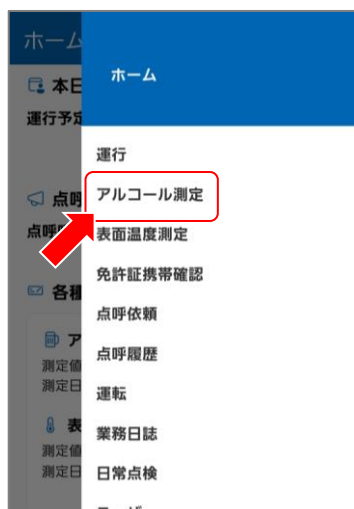 ホーム
ホーム
本日
運行予定
運行
アルコール測定
点呼
表面温度測定
点呼
免許証携帯確認
各種
点呼依頼
点呼履歴
ア
測定値
測定日
運転
業務日誌
表
測定値
測定日
日常点検